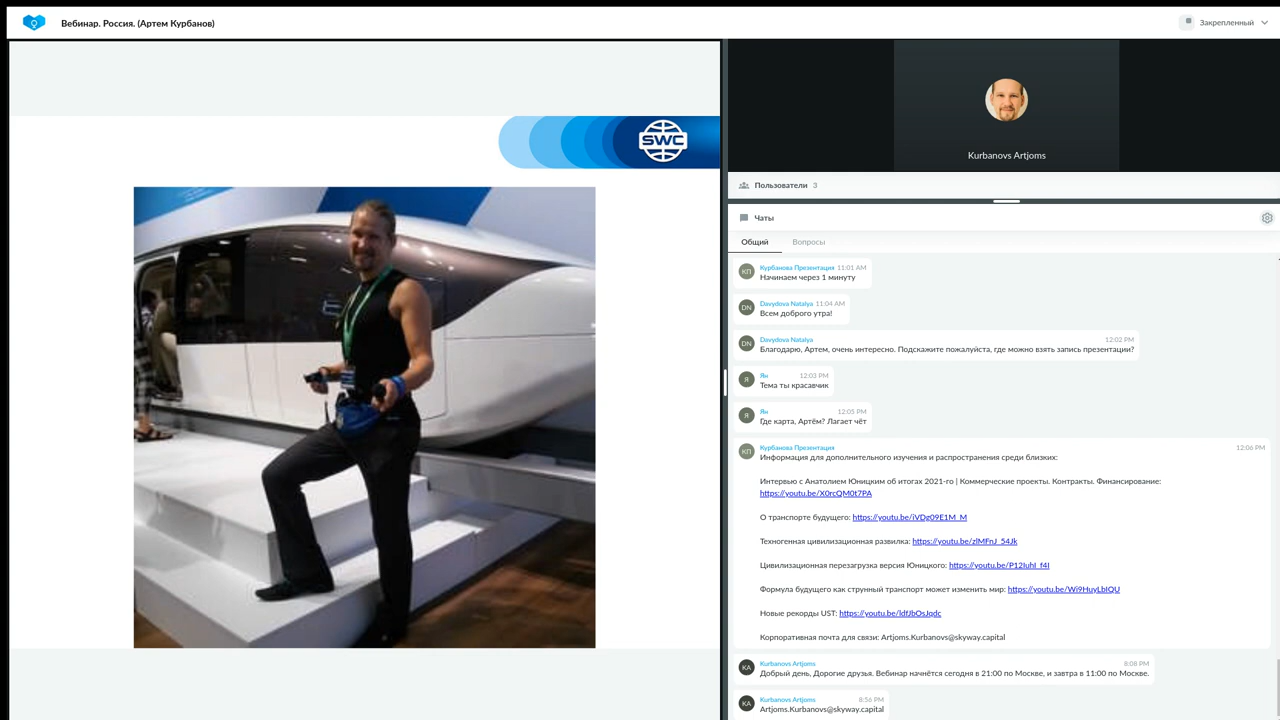 Вебинар. Россия. (Артем Курбанов)
Закрепленный
SWC
Kurbanovs Artjoms
Пользователи 3
Чаты
Общий Вопросы
КП Курбанова Презентация 11:01 AM
Начинаем через 1 минуту
DN Davydova Natalya 11:04 AM
Всем доброго утра!
DN Davydova Natalya 12:02 PM
Благодарю, Артем, очень интересно. Подскажите пожалуйста, где можно взять запись презентации?
Я Ян 12:03 PM
Тема ты красавчик
Я Ян 12:05 PM
Где карта, Артём? Лагает чёт
КП Курбанова Презентация 12:06 PM
Информация для дополнительного изучения и распространения среди близких:
Интервью с Анатолием Юницким об итогах 2021-го | Коммерческие проекты. Контракты. Финансирование:
https://youtu.be/X0rcQM0t7PA
О транспорте будущего: https://youtu.be/iVDg09E1M_M
Техногенная цивилизационная развилка: https://youtu.be/zlMFnJ_54Jk
Цивилизационная перезагрузка версия Юницкого: https://youtu.be/P12IuhI_f4I
Формула будущего как струнный транспорт может изменить мир: https://youtu.be/Wi9HuyLbIQU
Новые рекорды UST: https://youtu.be/ldfJbOsJqdc
Корпоративная почта для связи: Artjoms.Kurbanovs@skyway.capital
KA Kurbanovs Artjoms 8:08 PM
Добрый день, Дорогие друзья. Вебинар начнётся сегодня в 21:00 по Москве, и завтра в 11:00 по Москве.
KA Kurbanovs Artjoms 8:56 PM
Artjoms.Kurbanovs@skyway.capital